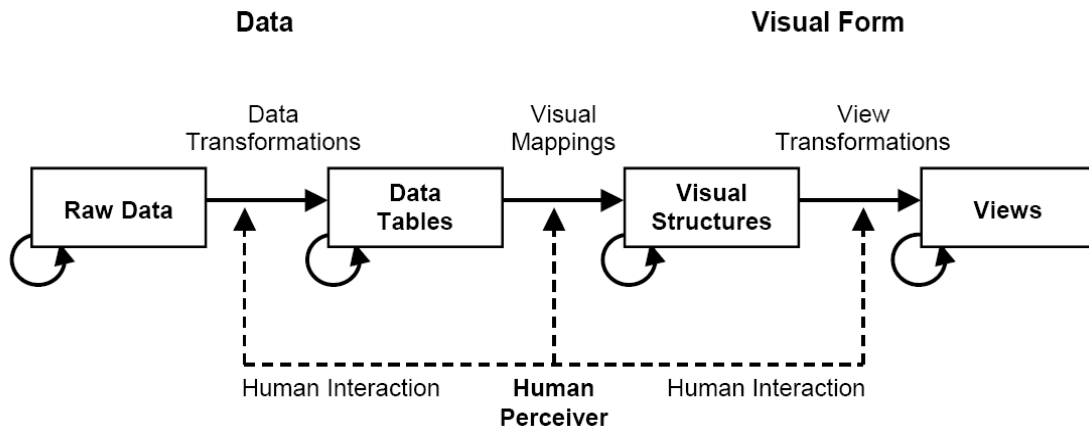 Data
Visual Form
Data
Transformations
Visual
Mappings
View
Transformations
Raw Data
Data
Tables
Visual
Structures
Views
Human Interaction
Human
Perceiver
Human Interaction